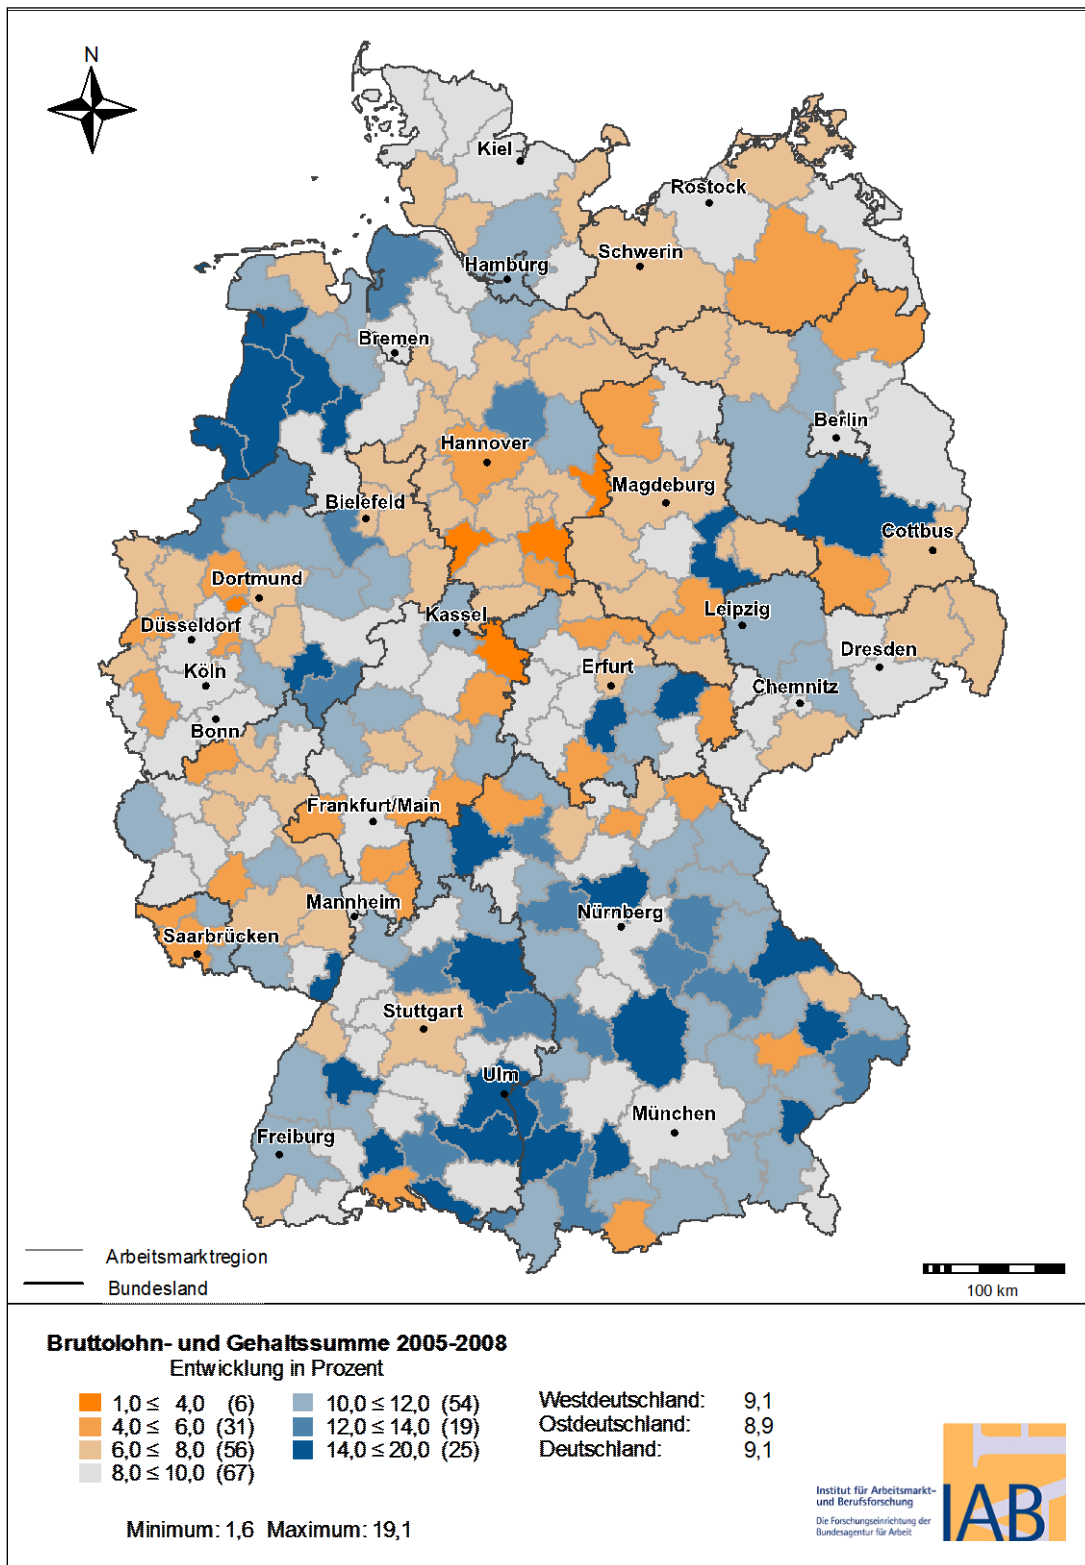 N
Kiel
Rostock
Schwerin
Hamburg
Bremen
Berlin
Hannover
Magdeburg
Bielefeld
Cottbus
Dortmund
Leipzig
Kassel
Düsseldorf
Dresden
Erfurt
Köln
Chemnitz
Bonn
Frankfurt/Main
Mannheim
Nürnberg
Saarbrücken
Stuttgart
Ulm
München
Freiburg
Arbeitsmarktregion
Bundesland
100 km
Bruttolohn- und Gehaltssumme 2005-2008
Entwicklung in Prozent
1,0 ≤ 4,0 (6) 10,0 ≤ 12,0 (54) Westdeutschland: 9,1
4,0 ≤ 6,0 (31) 12,0 ≤ 14,0 (19) Ostdeutschland: 8,9
6,0 ≤ 8,0 (56) 14,0 ≤ 20,0 (25) Deutschland: 9,1
8,0 ≤ 10,0 (67)
Minimum: 1,6 Maximum: 19,1
Institut für Arbeitsmarkt-
und Berufsforschung
Die Forschungseinrichtung der
Bundesagentur für Arbeit
IAB